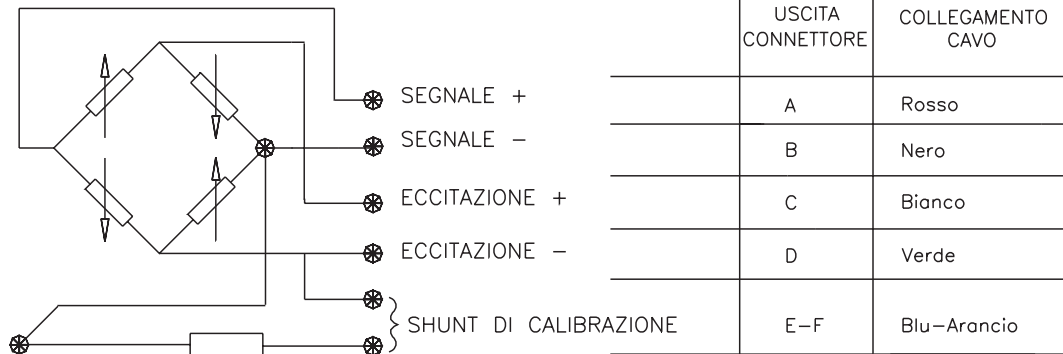 USCITA CONNETTORE COLLEGAMENTO CAVO
SEGNALE + A Rosso
SEGNALE − B Nero
ECCITAZIONE + C Bianco
ECCITAZIONE − D Verde
SHUNT DI CALIBRAZIONE E−F Blu−Arancio